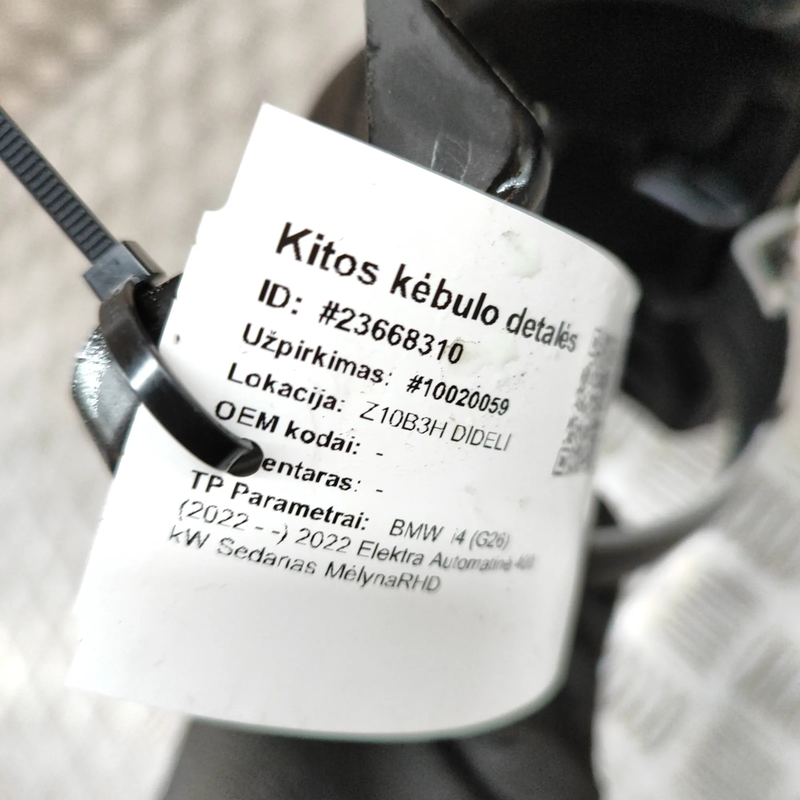 Kitos kėbulo detalės
ID: #23668310
Užpirkimas: #10020059
Lokacija: Z10B3H DIDELI
OEM kodai: -
entaras: -
TP Parametrai: BMW i4 (G26)
(2022 - -) 2022 Elektra Automatinė 400
kW Sedanas MėlynaRHD